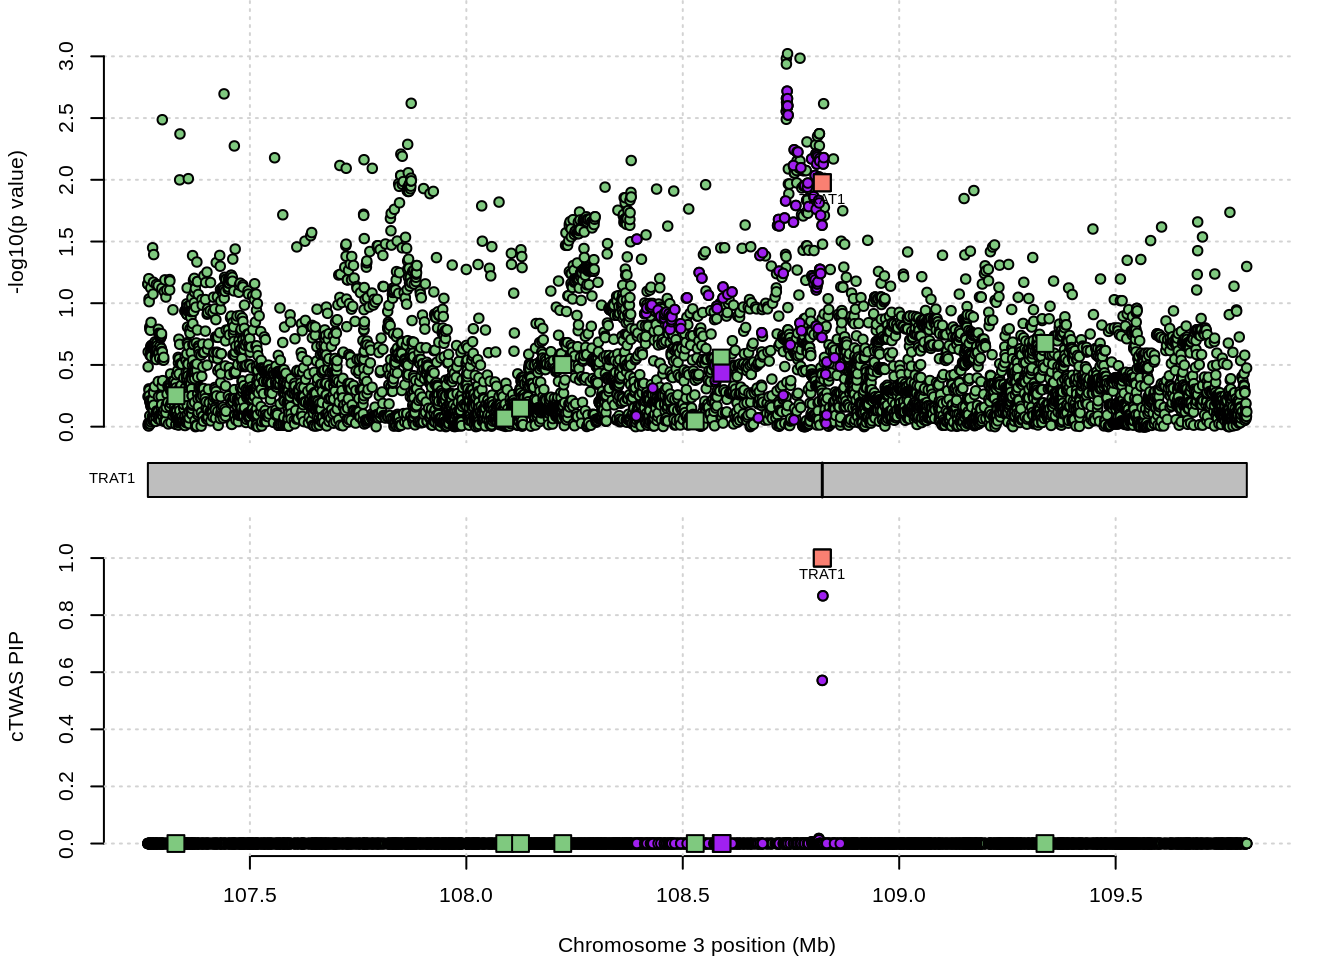 3.0
2.5
2.0
1.5
1.0
0.5
0.0
-log10(p value)
TRAT1
TRAT1
1.0
0.8
0.6
0.4
0.2
0.0
cTWAS PIP
TRAT1
107.5 108.0 108.5 109.0 109.5
Chromosome 3 position (Mb)